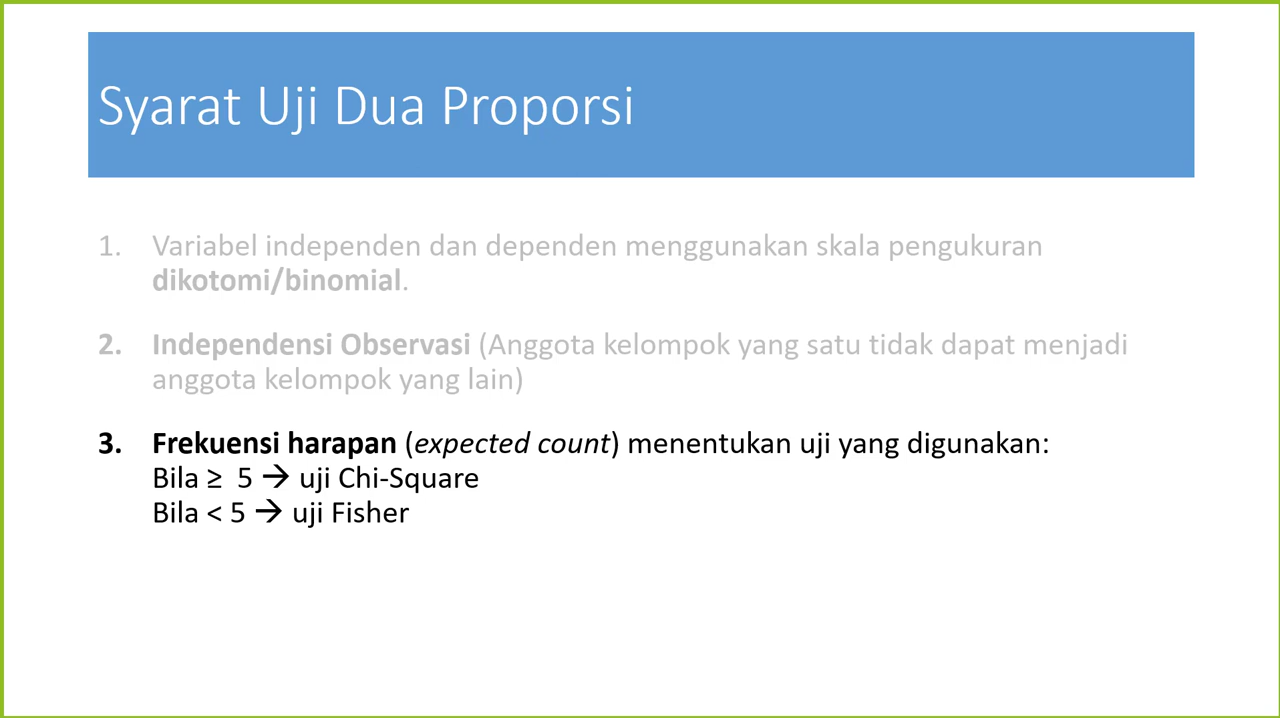 Syarat Uji Dua Proporsi
1. Variabel independen dan dependen menggunakan skala pengukuran
dikotomi/binomial.
2. Independensi Observasi (Anggota kelompok yang satu tidak dapat menjadi
anggota kelompok yang lain)
3. Frekuensi harapan (expected count) menentukan uji yang digunakan:
Bila ≥ 5 → uji Chi-Square
Bila < 5 → uji Fisher